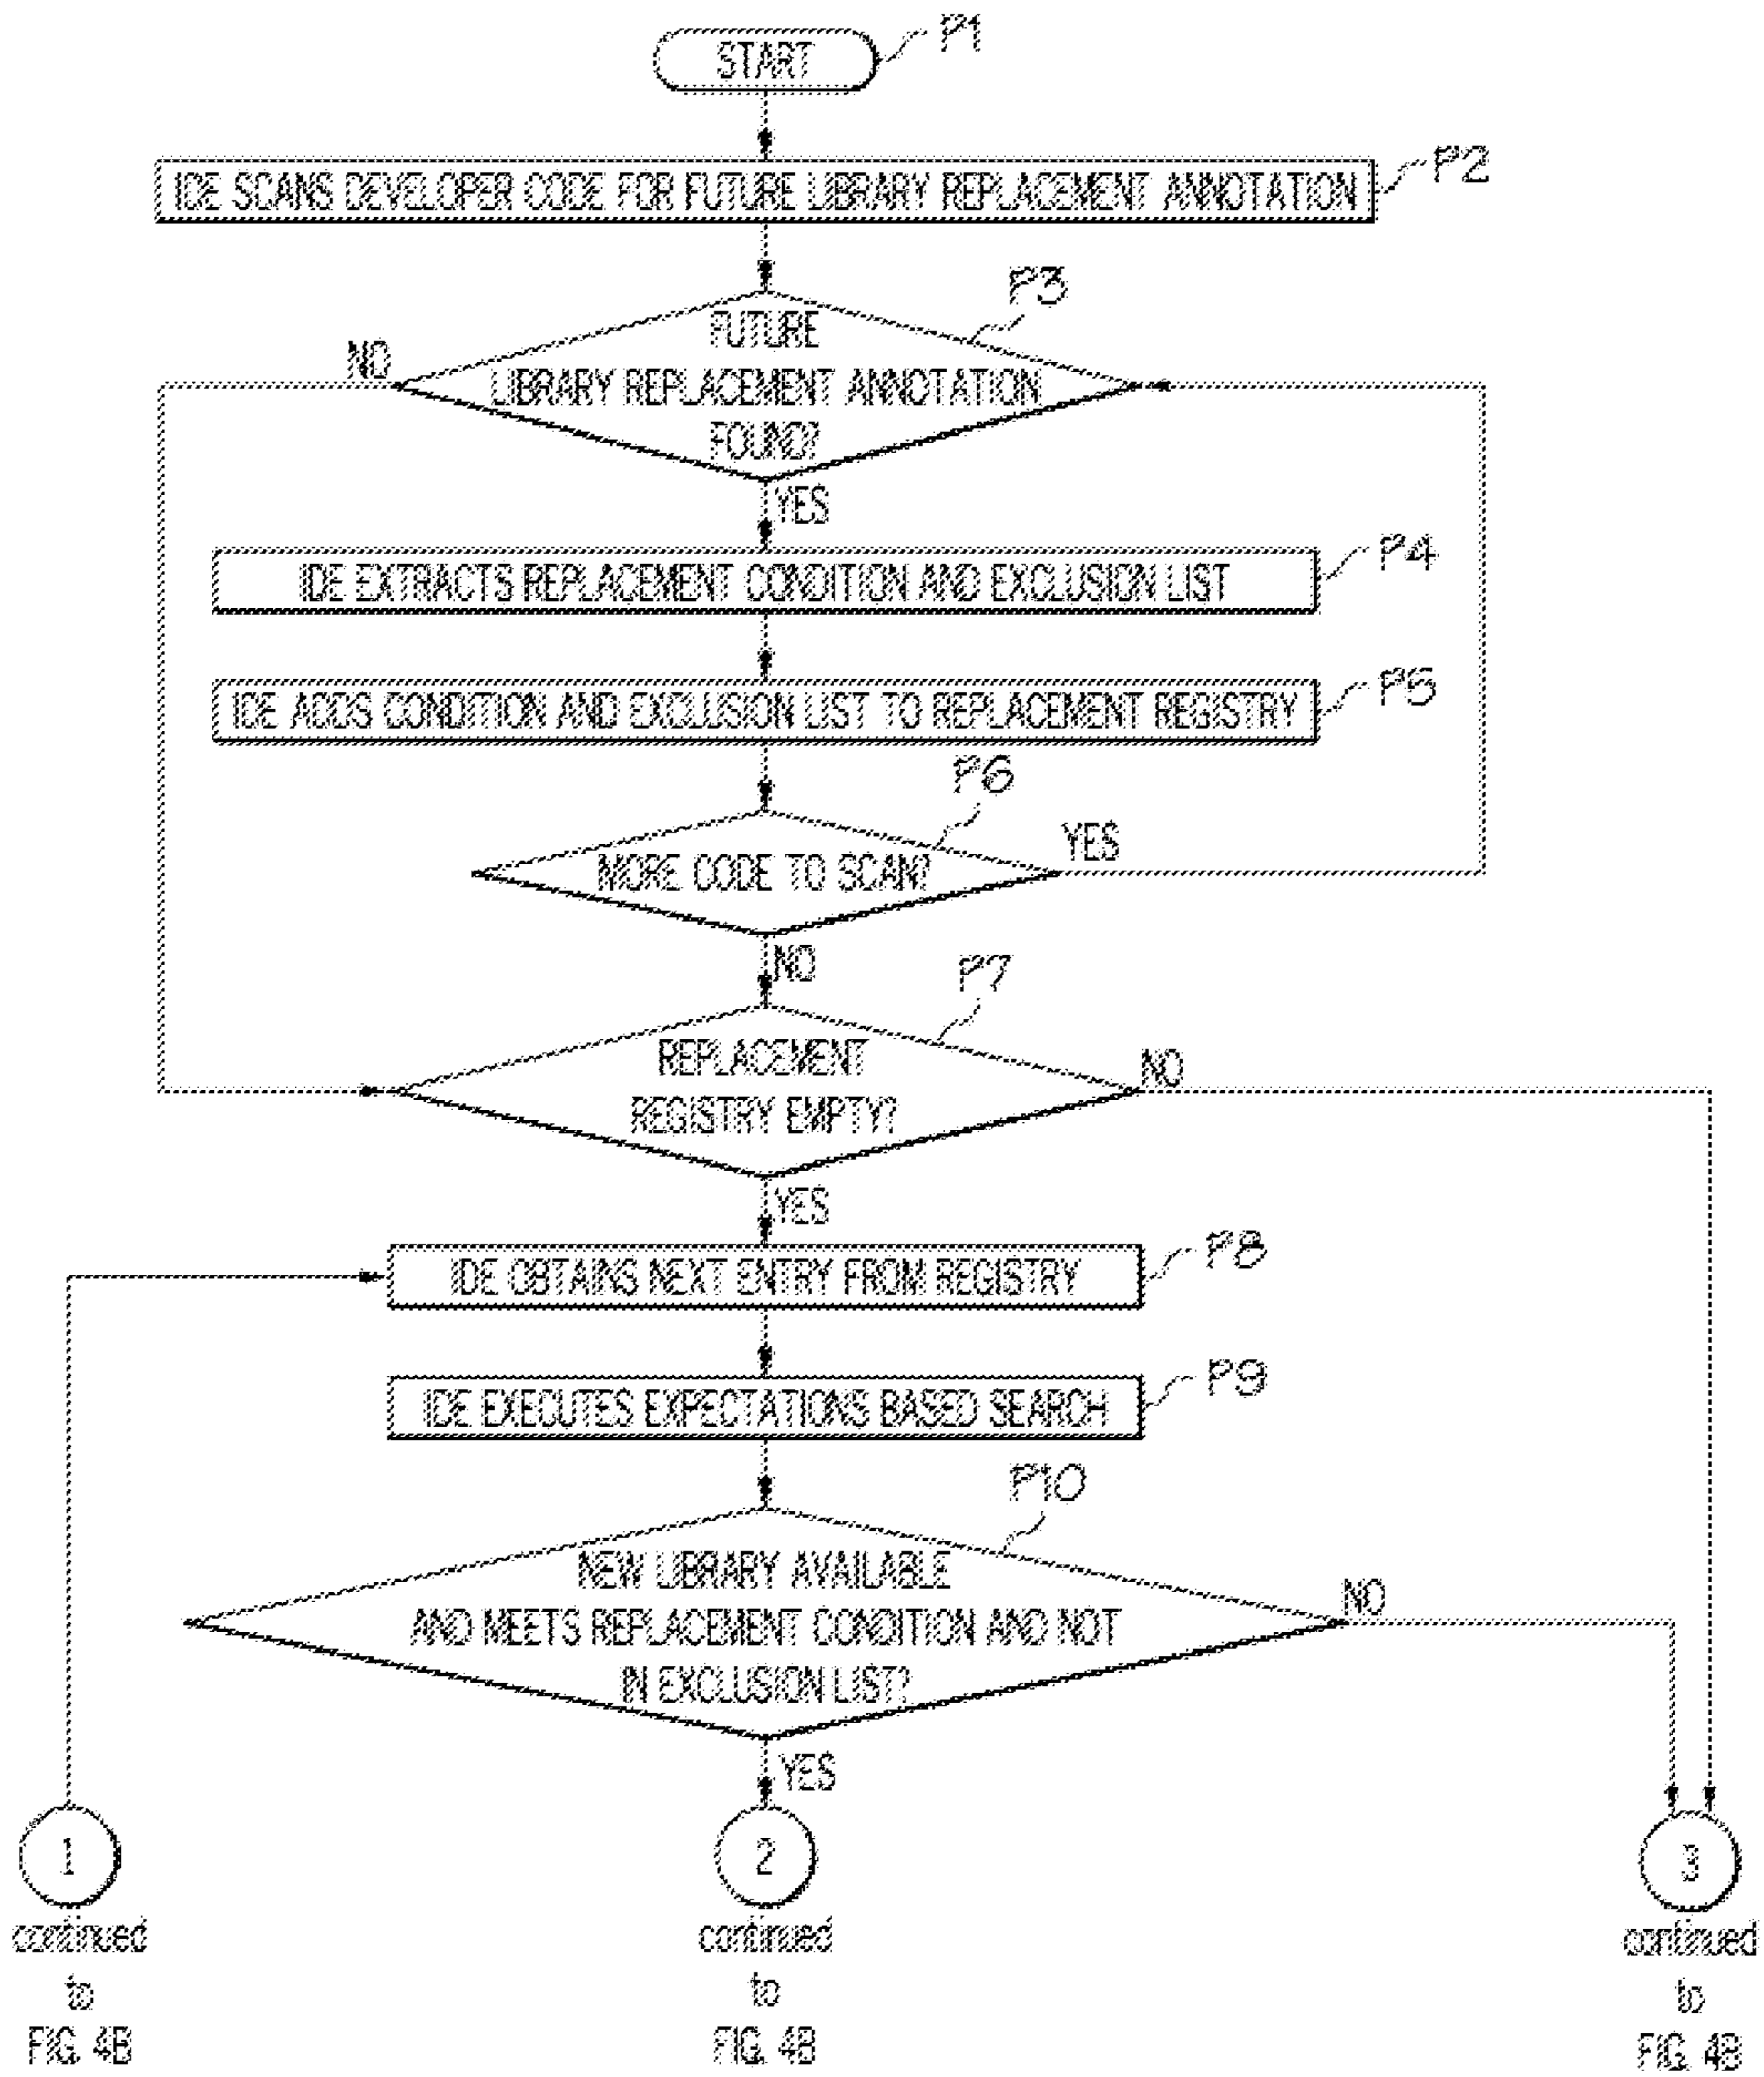 START
P1
IDE SCANS DEVELOPER CODE FOR FUTURE LIBRARY REPLACEMENT ANNOTATION
P2
P3
FUTURE
LIBRARY REPLACEMENT ANNOTATION
FOUND?
NO
YES
IDE EXTRACTS REPLACEMENT CONDITION AND EXCLUSION LIST
P4
IDE ADDS CONDITION AND EXCLUSION LIST TO REPLACEMENT REGISTRY
P5
P6
MORE CODE TO SCAN?
YES
NO
P7
REPLACEMENT
REGISTRY EMPTY?
NO
YES
IDE OBTAINS NEXT ENTRY FROM REGISTRY
P8
IDE EXECUTES EXPECTATIONS BASED SEARCH
P9
P10
NEW LIBRARY AVAILABLE
AND MEETS REPLACEMENT CONDITION AND NOT
IN EXCLUSION LIST?
NO
YES
1
continued
to
FIG. 4B
2
continued
to
FIG. 4B
3
continued
to
FIG. 4B